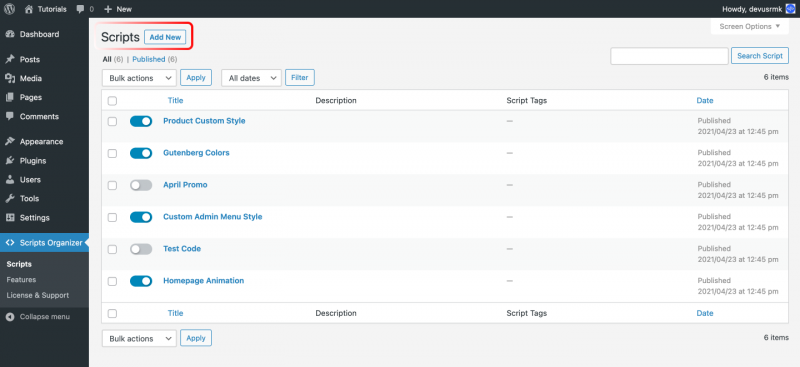 Tutorials 0 + New Howdy, devusrmk
Screen Options ▼
Dashboard
Posts
Media
Pages
Comments
Appearance
Plugins
Users
Tools
Settings
Scripts Organizer
Scripts
Features
License & Support
Collapse menu
Scripts Add New
All (6) | Published (6)
Search Script
Bulk actions Apply All dates Filter 6 items
Title Description Script Tags Date
Product Custom Style — Published
2021/04/23 at 12:45 pm
Gutenberg Colors — Published
2021/04/23 at 12:45 pm
April Promo — Published
2021/04/23 at 12:45 pm
Custom Admin Menu Style — Published
2021/04/23 at 12:45 pm
Test Code — Published
2021/04/23 at 12:45 pm
Homepage Animation — Published
2021/04/23 at 12:45 pm
Title Description Script Tags Date
Bulk actions Apply 6 items